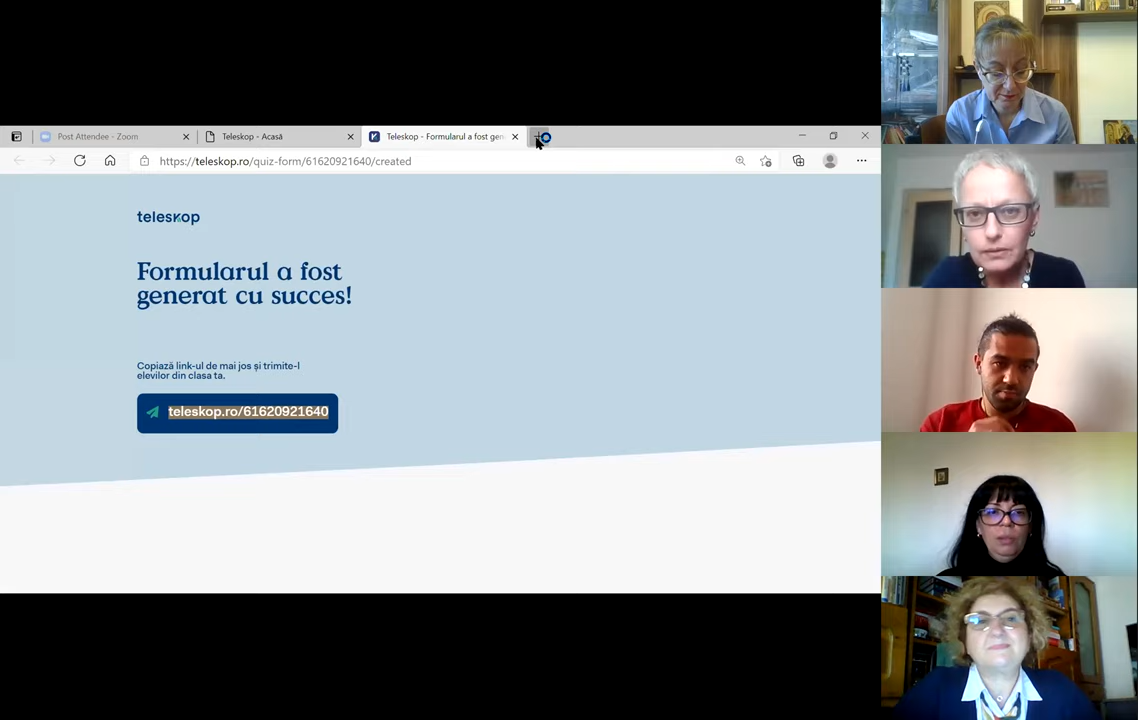 Post Attendee - Zoom
Teleskop - Acasă
Teleskop - Formularul a fost gen
https://teleskop.ro/quiz-form/61620921640/created
teleskop
Formularul a fost
generat cu succes!
Copiază link-ul de mai jos și trimite-l
elevilor din clasa ta.
teleskop.ro/61620921640